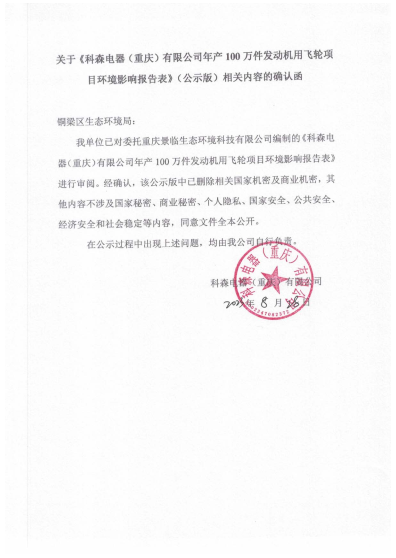 关于《科森电器（重庆）有限公司年产 100 万件发动机用飞轮项
目环境影响报告表》（公示版）相关内容的确认函
铜梁区生态环境局：
我单位已对委托重庆景临生态环境科技有限公司编制的《科森电
器（重庆）有限公司年产 100 万件发动机用飞轮项目环境影响报告表》
进行审阅。经确认，该公示版中已删除相关国家机密及商业机密，其
他内容不涉及国家秘密、商业秘密、个人隐私、国家安全、公共安全、
经济安全和社会稳定等内容，同意文件全本公开。
在公示过程中出现上述问题，均由我公司自行负责。
科森电器（重庆）有限公司
8 月 28 日
科森电器（重庆）有限公司